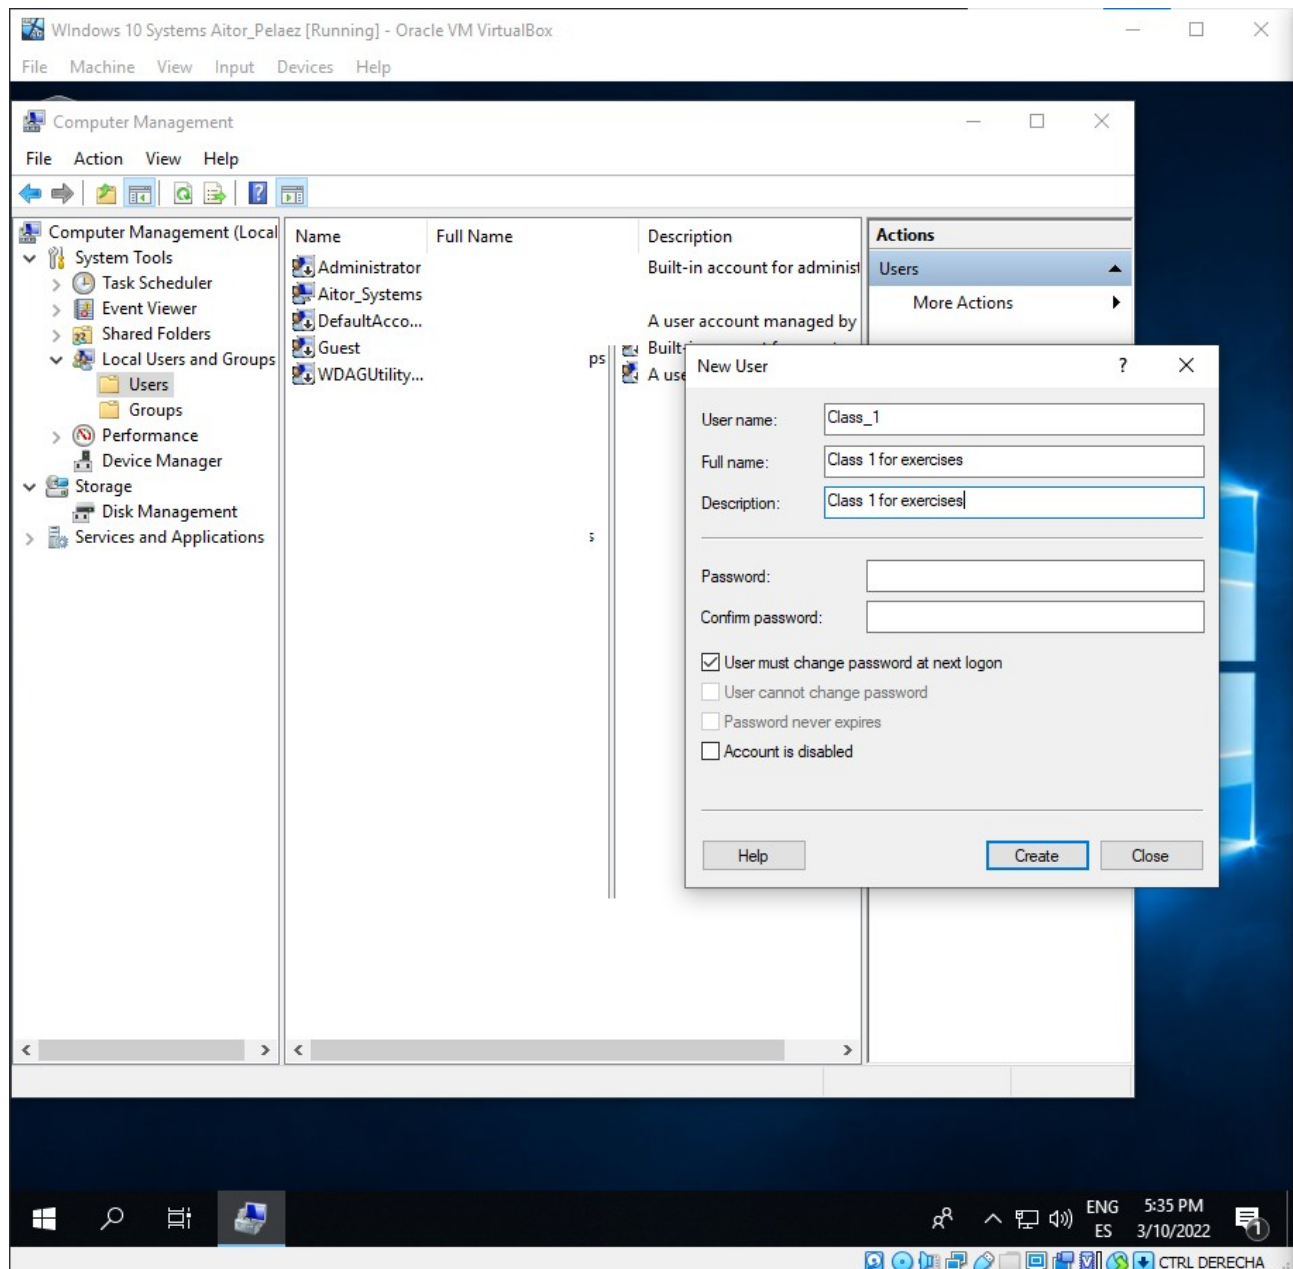 WIndows 10 Systems Aitor_Pelaez [Running] - Oracle VM VirtualBox
File Machine View Input Devices Help
Computer Management
File Action View Help
Computer Management (Local
System Tools
Task Scheduler
Event Viewer
Shared Folders
Local Users and Groups
Users
Groups
Performance
Device Manager
Storage
Disk Management
Services and Applications
Name Full Name Description
Administrator Built-in account for administ
Aitor_Systems
DefaultAcco... A user account managed by
Guest Built-
WDAGUtility... A use
ps
s
Actions
Users
More Actions
New User ?
User name: Class_1
Full name: Class 1 for exercises
Description: Class 1 for exercises
Password:
Confirm password:
User must change password at next logon
User cannot change password
Password never expires
Account is disabled
Help Create Close
ENG 5:35 PM
ES 3/10/2022
1
CTRL DERECHA